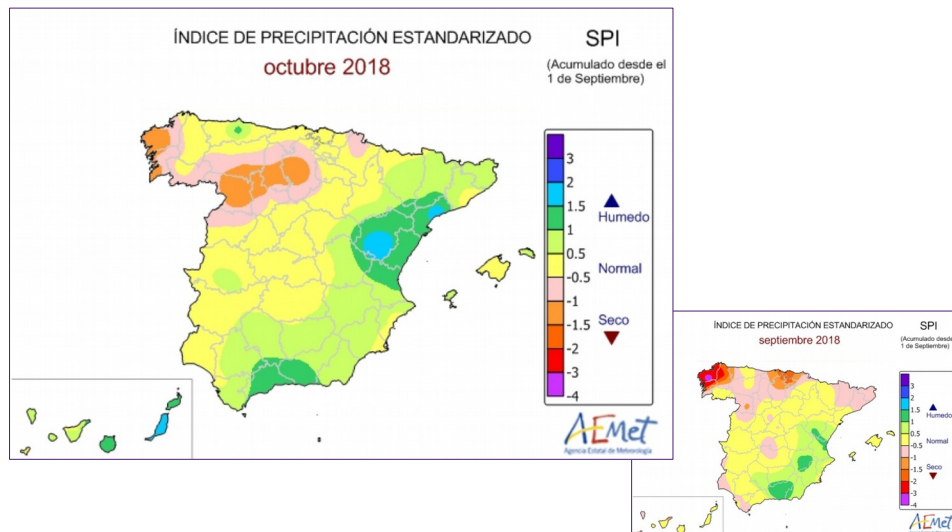 ÍNDICE DE PRECIPITACIÓN ESTANDARIZADO
octubre 2018
SPI
(Acumulado desde el
1 de Septiembre)
3
2
1.5
1
0.5
-0.5
-1
-1.5
-2
-3
-4
Humedo
Normal
Seco
AEMet
Agencia Estatal de Meteorología
ÍNDICE DE PRECIPITACIÓN ESTANDARIZADO
septiembre 2018
SPI
(Acumulado desde
1 de Septiembre)
3
2
1.5
1
0.5
-0.5
-1
-1.5
-2
-3
-4
Humedo
Normal
Seco
AEMet